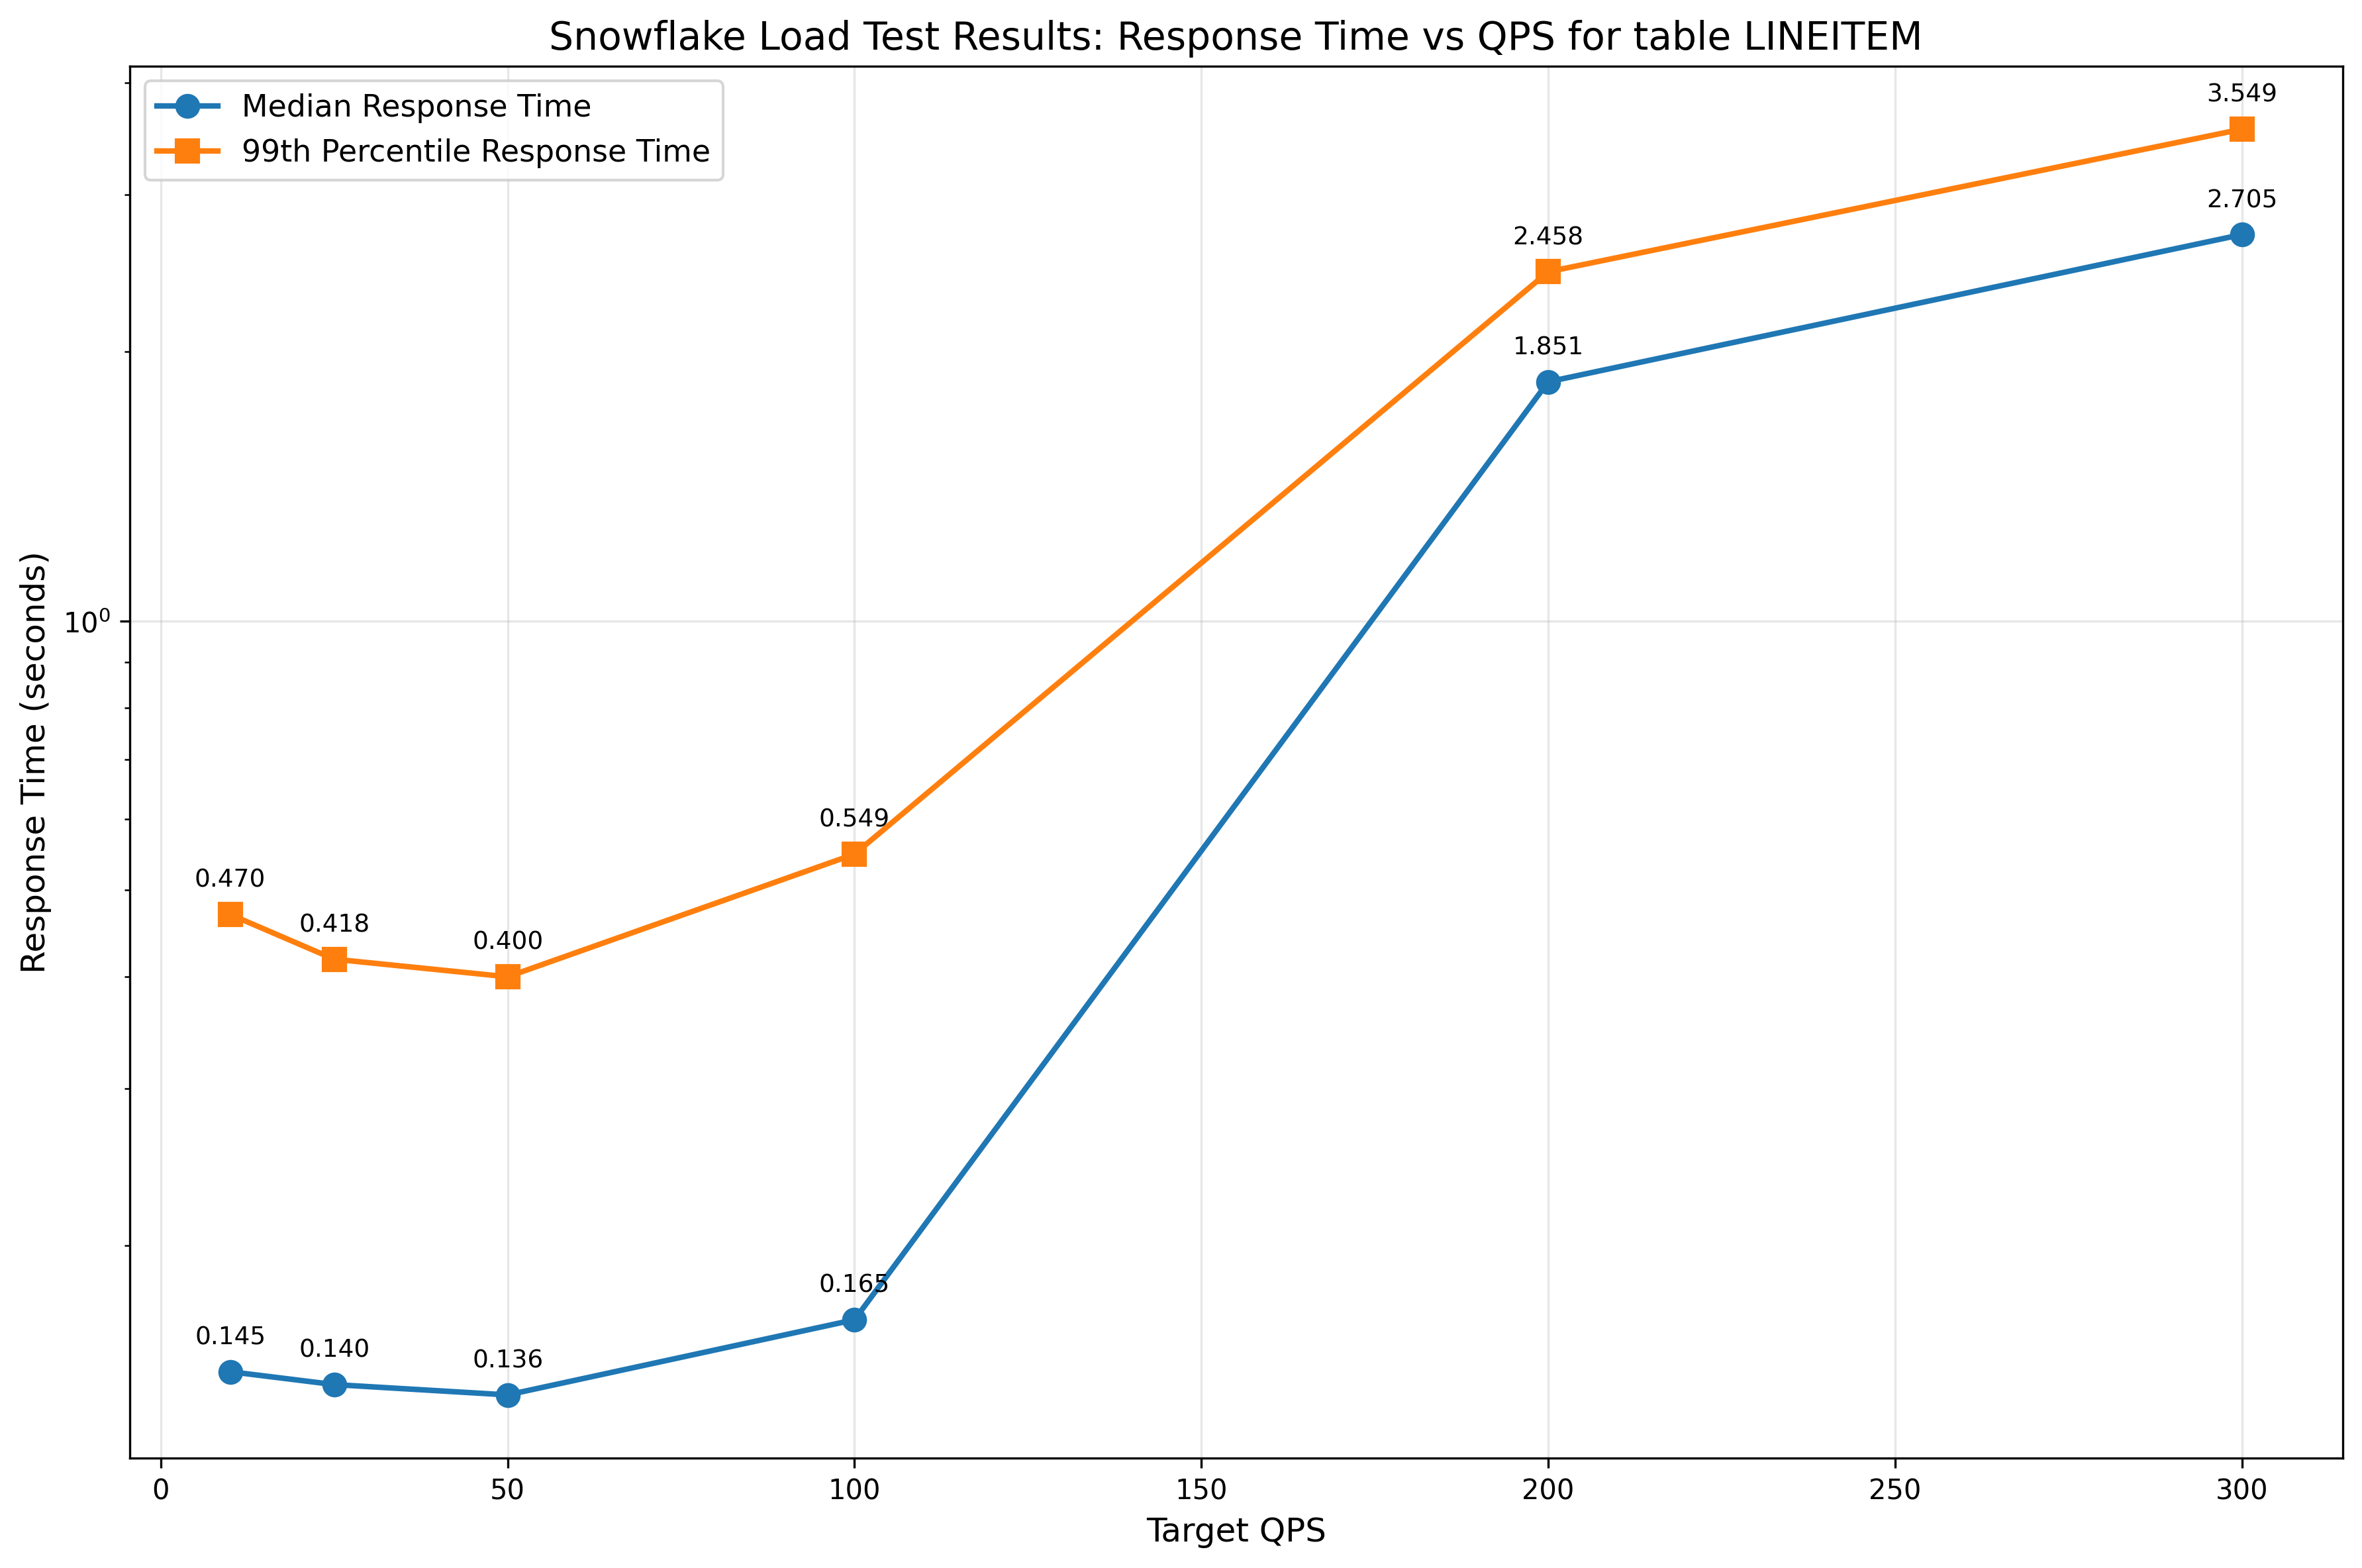 Snowflake Load Test Results: Response Time vs QPS for table LINEITEM
Median Response Time
99th Percentile Response Time
3.549
2.705
2.458
1.851
10⁰
0.549
0.470
0.418
0.400
0.165
0.145
0.140
0.136
Response Time (seconds)
0 50 100 150 200 250 300
Target QPS